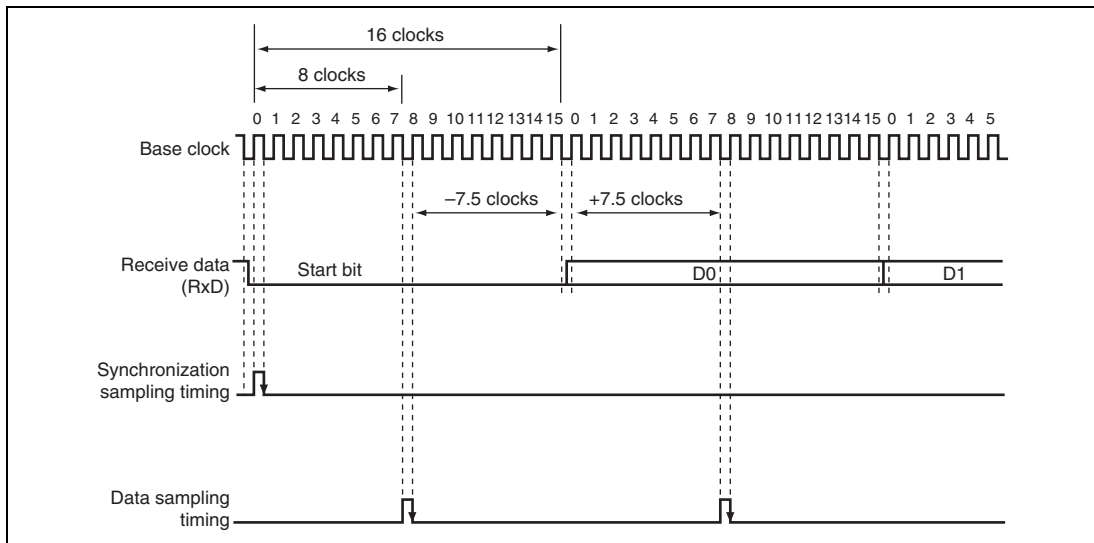 16 clocks
8 clocks
0 1 2 3 4 5 6 7 8 9 10 11 12 13 14 15 0 1 2 3 4 5 6 7 8 9 10 11 12 13 14 15 0 1 2 3 4 5
Base clock
–7.5 clocks +7.5 clocks
Receive data
(RxD)
Start bit D0 D1
Synchronization
sampling timing
Data sampling
timing